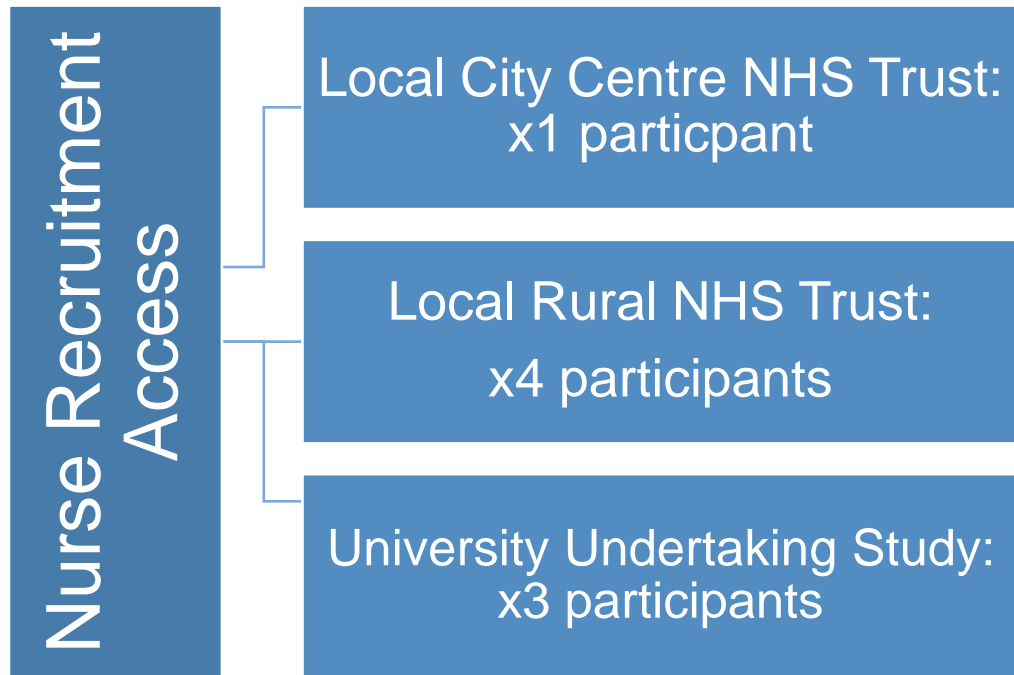 Nurse Recruitment
Access
Local City Centre NHS Trust:
x1 particpant
Local Rural NHS Trust:
x4 participants
University Undertaking Study:
x3 participants